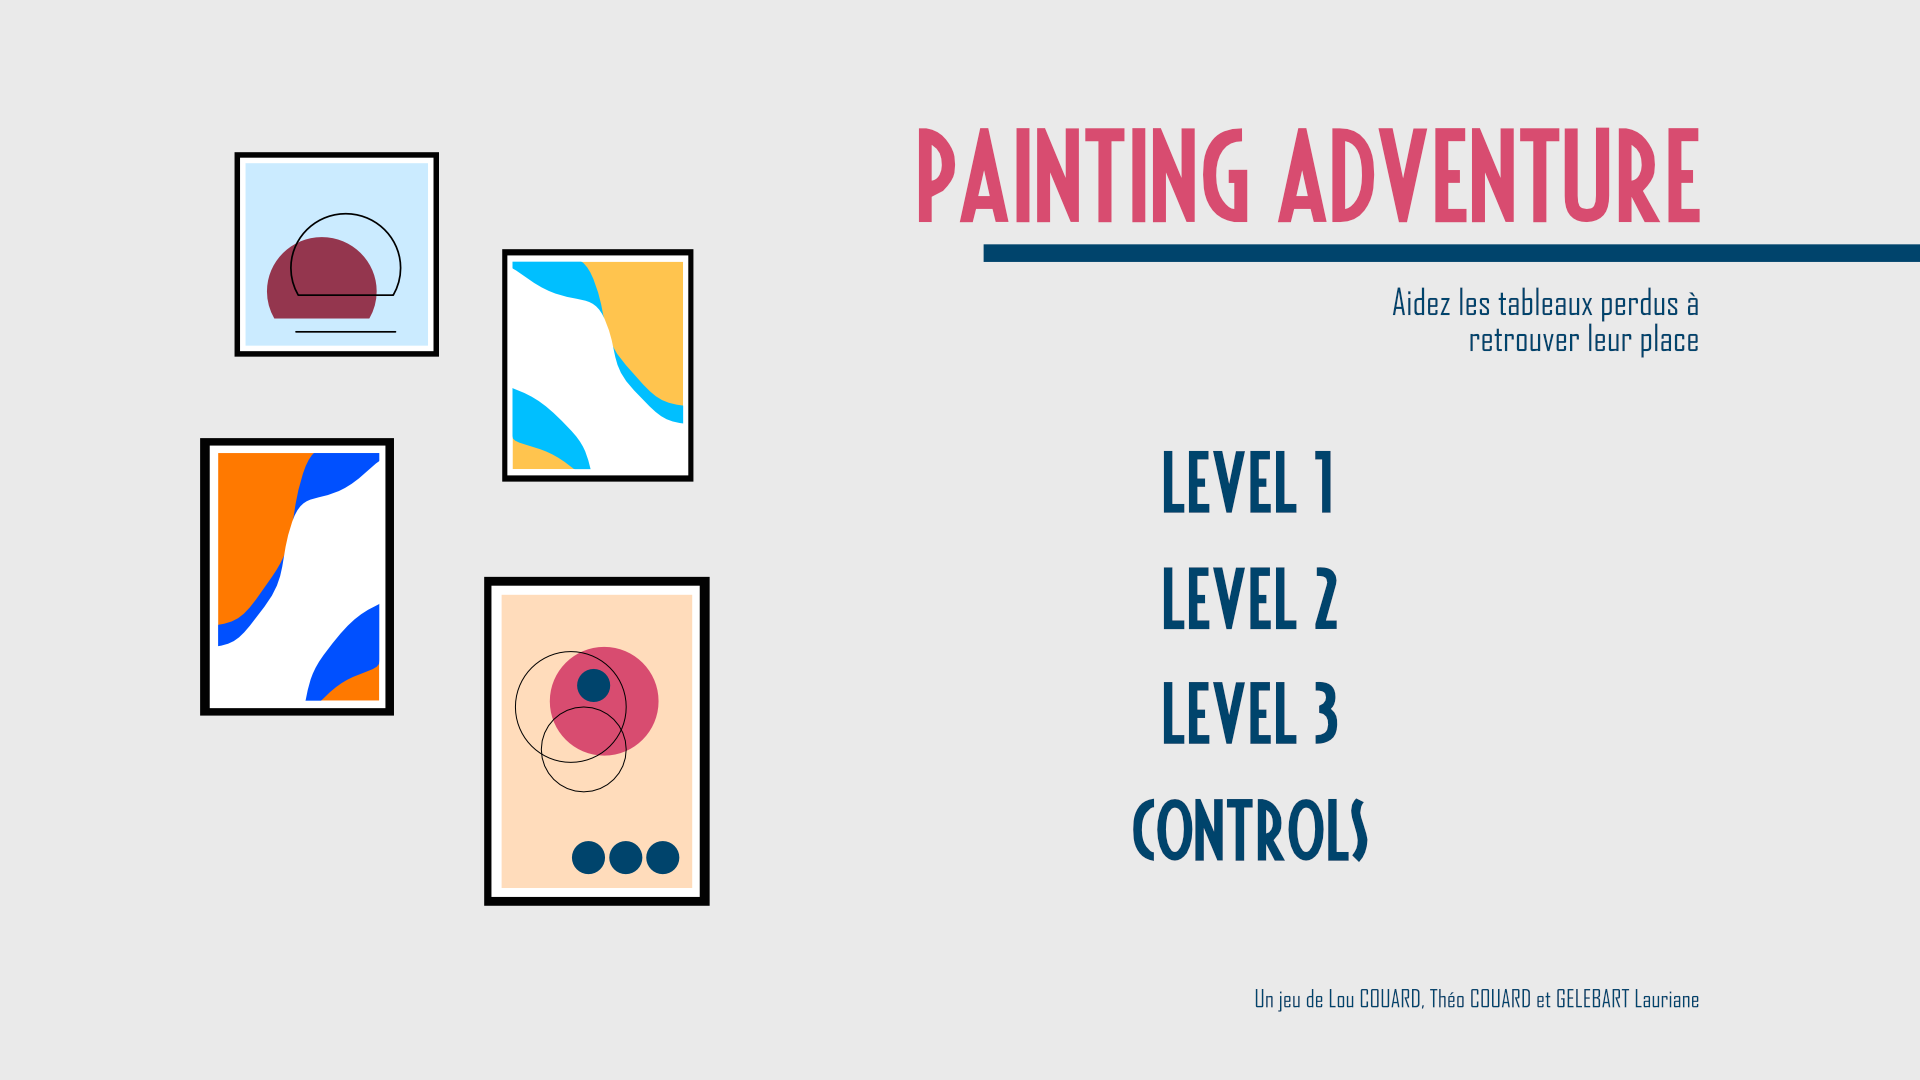 PAINTING ADVENTURE
Aidez les tableaux perdus à
retrouver leur place
LEVEL 1
LEVEL 2
LEVEL 3
CONTROLS
Un jeu de Lou COUARD, Théo COUARD et GELEBART Lauriane